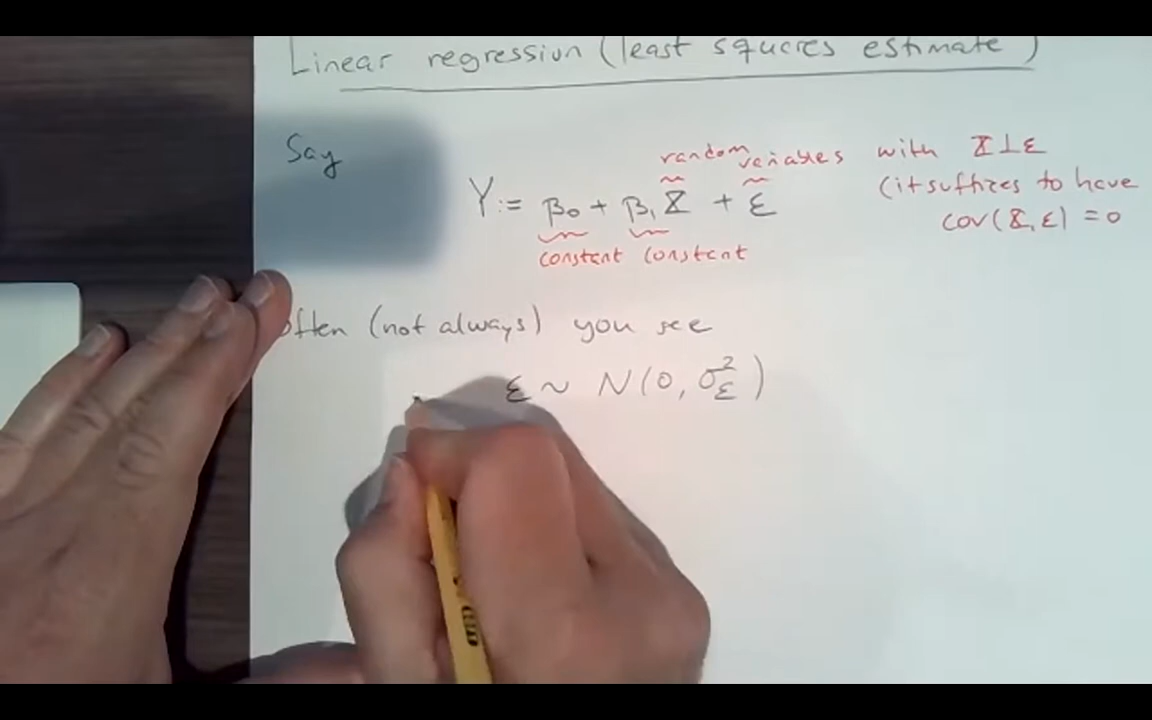 Linear regression (least squares estimate)
Say
random variables with X⊥ε
(it suffices to have
cov(X, ε) = 0
Y := β₀ + β₁X + ε
constant constant
often (not always) you see
ε ~ N(0, σ²_ε)